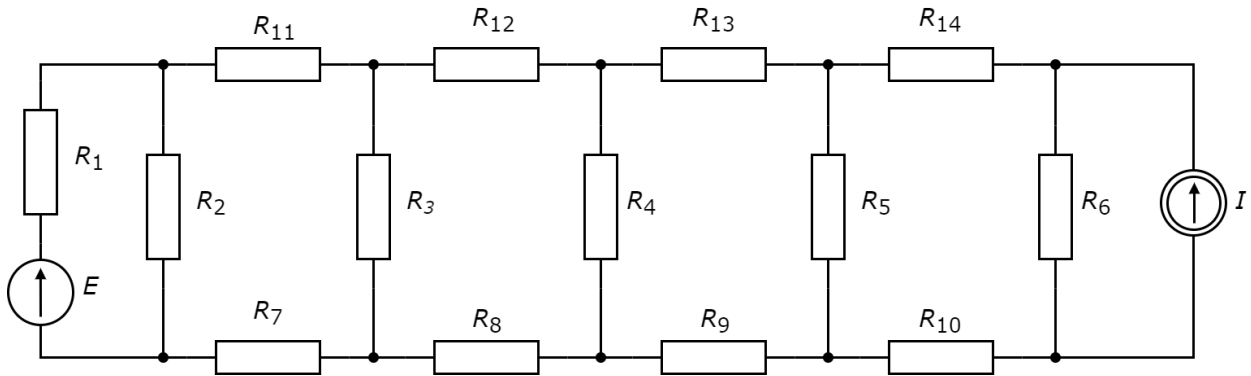 R₁₁
R₁₂
R₁₃
R₁₄
R₁
R₂
R₃
R₄
R₅
R₆
I
E
R₇
R₈
R₉
R₁₀